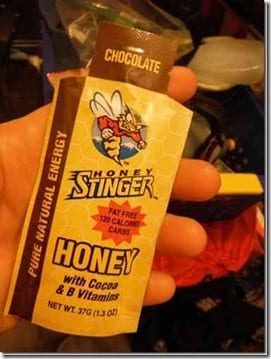 CHOCOLATE
PURE NATURAL ENERGY
HONEY
STINGER™
FAT FREE
120 CALORIES
CARBS
HONEY
with Cocoa
& B Vitamins
NET WT. 37G (1.3 OZ)